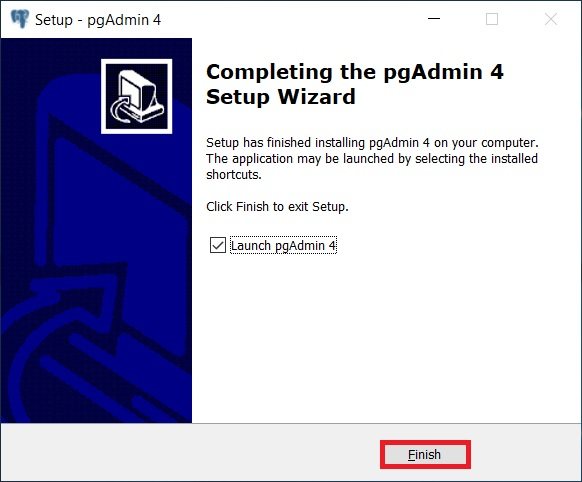 Setup - pgAdmin 4
Completing the pgAdmin 4
Setup Wizard
Setup has finished installing pgAdmin 4 on your computer.
The application may be launched by selecting the installed
shortcuts.
Click Finish to exit Setup.
Launch pgAdmin 4
Finish